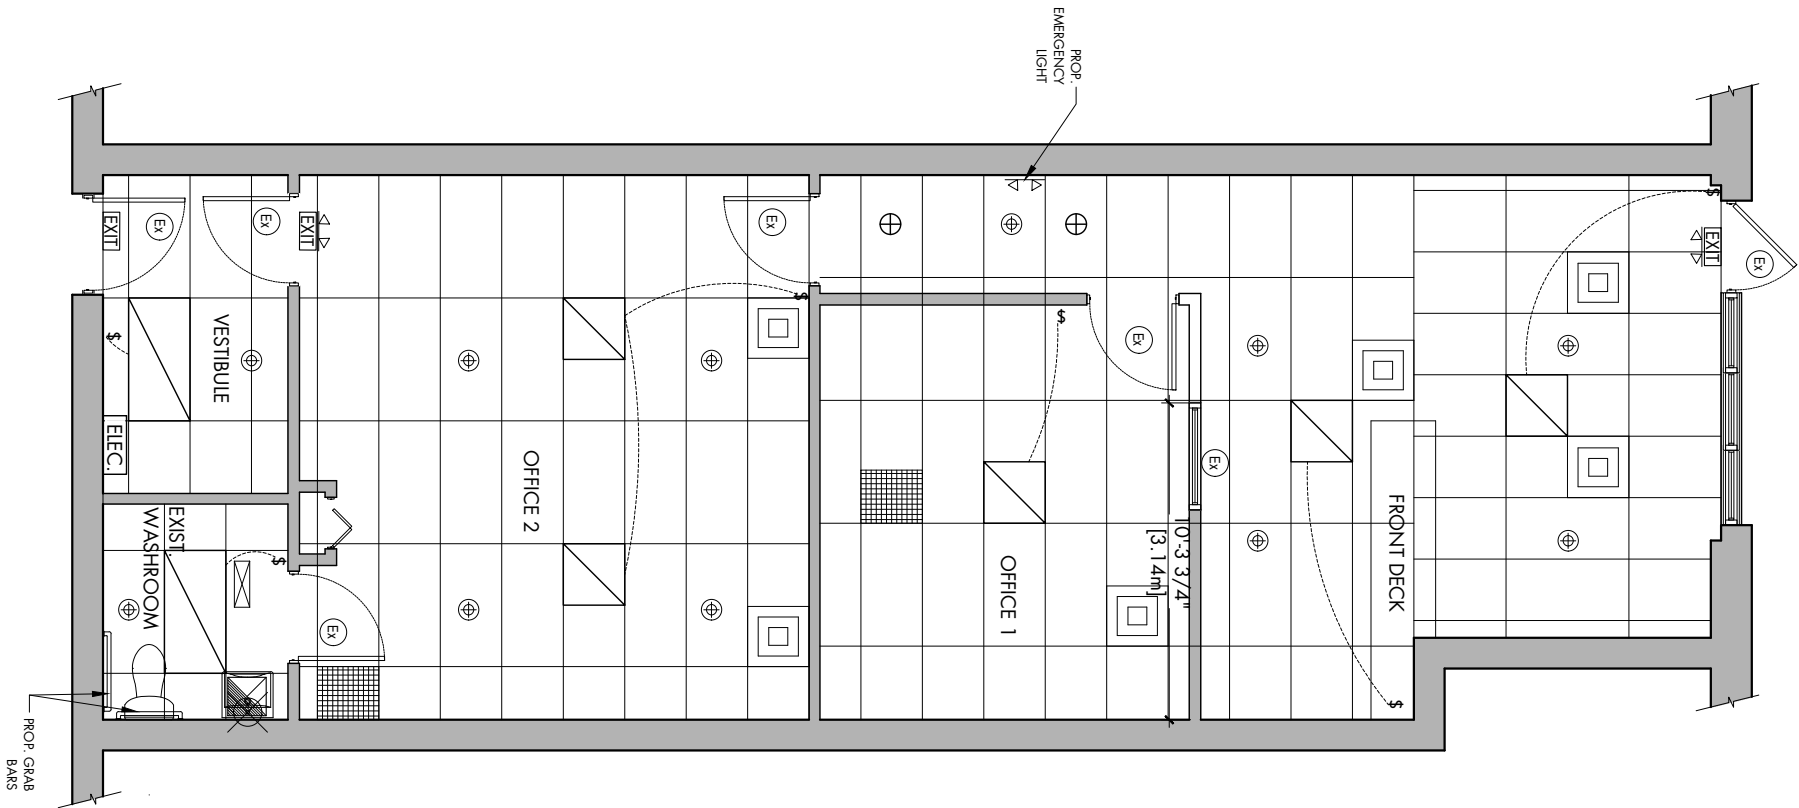 PROP.
EMERGENCY
LIGHT
EXIT
Ex
Ex
EXIT
Ex
EXIT
Ex
$
$
$
$
VESTIBULE
ELEC.
Ex
Ex
OFFICE 2
OFFICE 1
10'-3 3/4"
[3.14m]
FRONT DECK
EXIST.
WASHROOM
$
Ex
$
PROP. GRAB
BARS